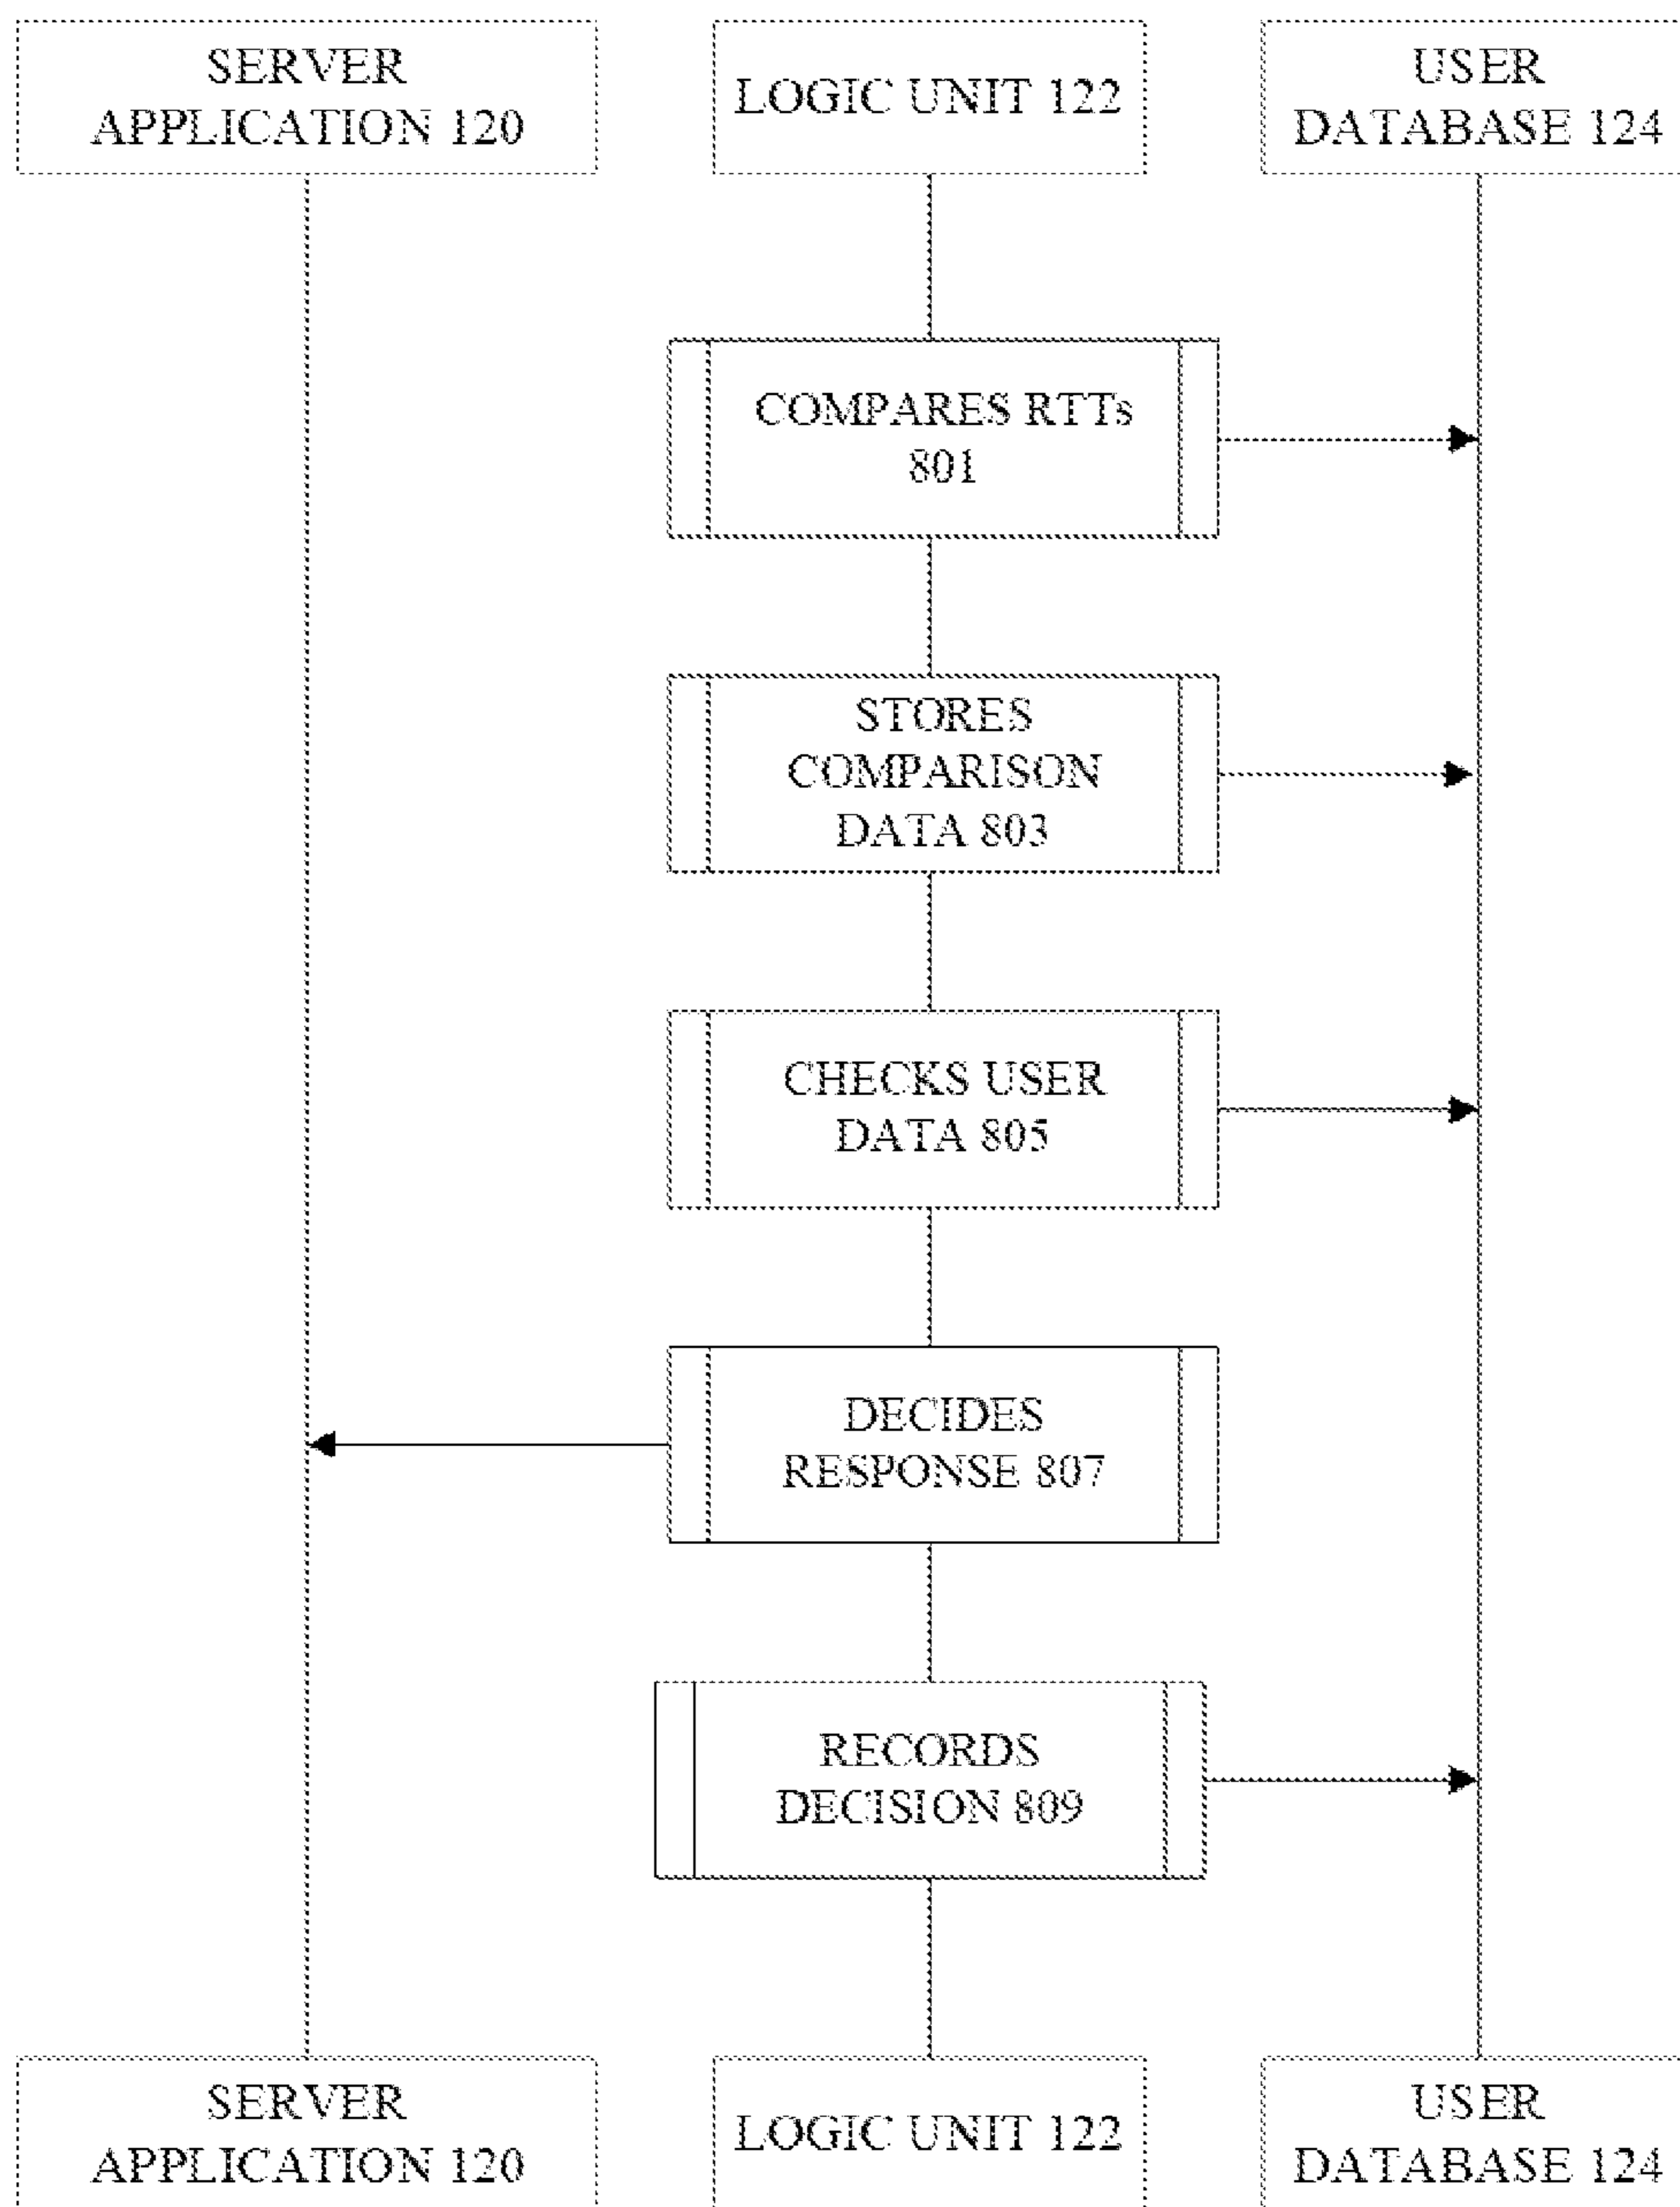 SERVER
APPLICATION 120
LOGIC UNIT 122
USER
DATABASE 124
COMPARES RTTs
801
STORES
COMPARISON
DATA 803
CHECKS USER
DATA 805
DECIDES
RESPONSE 807
RECORDS
DECISION 809
SERVER
APPLICATION 120
LOGIC UNIT 122
USER
DATABASE 124